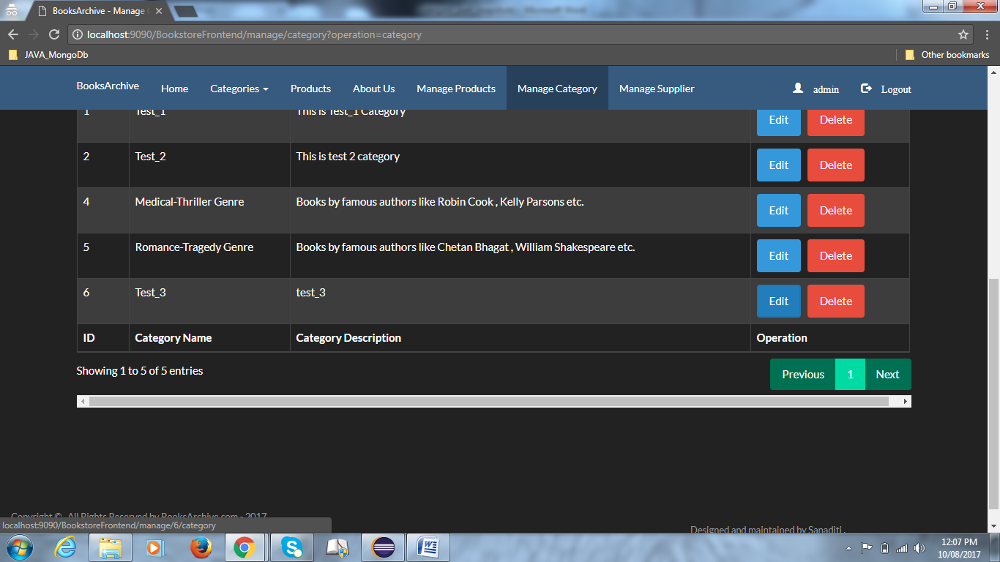 BooksArchive - Manage
localhost:9090/BookstoreFrontend/manage/category?operation=category
JAVA_MongoDb Other bookmarks
BooksArchive Home Categories Products About Us Manage Products Manage Category Manage Supplier admin Logout
1 Test_1 This is Test_1 Category Edit Delete
2 Test_2 This is test 2 category Edit Delete
4 Medical-Thriller Genre Books by famous authors like Robin Cook , Kelly Parsons etc. Edit Delete
5 Romance-Tragedy Genre Books by famous authors like Chetan Bhagat , William Shakespeare etc. Edit Delete
6 Test_3 test_3 Edit Delete
ID Category Name Category Description Operation
Showing 1 to 5 of 5 entries Previous 1 Next
Copyright © All Rights Reserved by BooksArchive.com - 2017
localhost:9090/BookstoreFrontend/manage/6/category
Designed and maintained by Sanaditi .
12:07 PM
10/08/2017